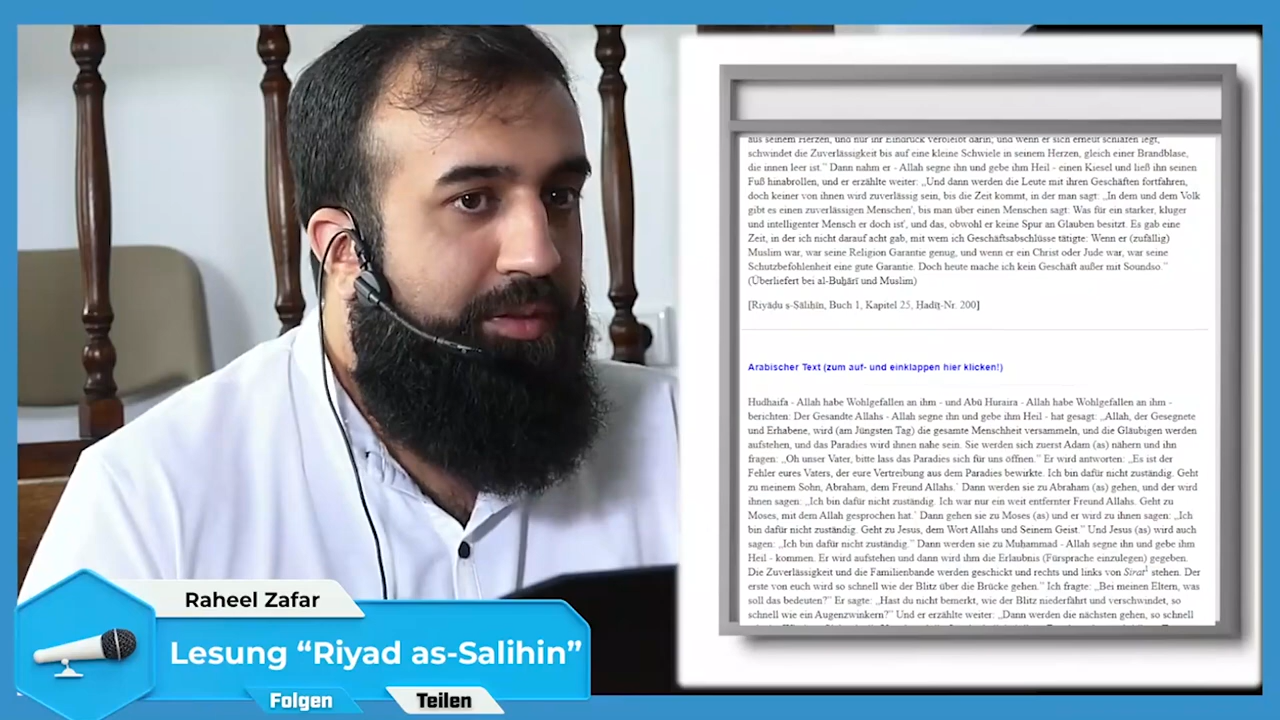 aus seinem Herzen, und nur ihr Eindruck verbleibt darin; und wenn er sich erneut schlafen legt,
schwindet die Zuverlässigkeit bis auf eine kleine Schwiele in seinem Herzen, gleich einer Brandblase,
die innen leer ist." Dann nahm er - Allah segne ihn und gebe ihm Heil - einen Kiesel und ließ ihn seinen
Fuß hinabrollen, und er erzählte weiter: „Und dann werden die Leute mit ihren Geschäften fortfahren,
doch keiner von ihnen wird zuverlässig sein, bis die Zeit kommt, in der man sagt: ‚In dem und dem Volk
gibt es einen zuverlässigen Menschen', bis man über einen Menschen sagt: Was für ein starker, kluger
und intelligenter Mensch er doch ist', und das, obwohl er keine Spur an Glauben besitzt. Es gab eine
Zeit, in der ich nicht darauf acht gab, mit wem ich Geschäftsabschlüsse tätigte: Wenn er (zufällig)
Muslim war, war seine Religion Garantie genug, und wenn er ein Christ oder Jude war, war seine
Schutzbefohlenheit eine gute Garantie. Doch heute mache ich kein Geschäft außer mit Soundso."
(Überliefert bei al-Buḫārī und Muslim)
[Riyāḍu ṣ-Ṣāliḥīn, Buch 1, Kapitel 25, Ḥadīṯ-Nr. 200]
Arabischer Text (zum auf- und einklappen hier klicken!)
Hudhaifa - Allah habe Wohlgefallen an ihm - und Abū Huraira - Allah habe Wohlgefallen an ihm -
berichten: Der Gesandte Allahs - Allah segne ihn und gebe ihm Heil - hat gesagt: „Allah, der Gesegnete
und Erhabene, wird (am Jüngsten Tag) die gesamte Menschheit versammeln, und die Gläubigen werden
aufstehen, und das Paradies wird ihnen nahe sein. Sie werden sich zuerst Adam (as) nähern und ihn
fragen: „Oh unser Vater, bitte lass das Paradies sich für uns öffnen." Er wird antworten: „Es ist der
Fehler eures Vaters, der eure Vertreibung aus dem Paradies bewirkte. Ich bin dafür nicht zuständig. Geht
zu meinem Sohn, Abraham, dem Freund Allahs.' Dann werden sie zu Abraham (as) gehen, und der wird
ihnen sagen: „Ich bin dafür nicht zuständig. Ich war nur ein weit entfernter Freund Allahs. Geht zu
Moses, mit dem Allah gesprochen hat.' Dann gehen sie zu Moses (as) und er wird zu ihnen sagen: „Ich
bin dafür nicht zuständig. Geht zu Jesus, dem Wort Allahs und Seinem Geist." Und Jesus (as) wird auch
sagen: „Ich bin dafür nicht zuständig." Dann werden sie zu Muḥammad - Allah segne ihn und gebe ihm
Heil - kommen. Er wird aufstehen und dann wird ihm die Erlaubnis (Fürsprache einzulegen) gegeben.
Die Zuverlässigkeit und die Familienbande werden geschickt und rechts und links von Sirat¹ stehen. Der
erste von euch wird so schnell wie der Blitz über die Brücke gehen." Ich fragte: „Bei meinen Eltern, was
soll das bedeuten?" Er sagte: „Hast du nicht bemerkt, wie der Blitz niederfährt und verschwindet, so
schnell wie ein Augenzwinkern?" Und er erzählte weiter: „Dann werden die nächsten gehen, so schnell
Raheel Zafar
Lesung “Riyad as-Salihin”
Folgen
Teilen